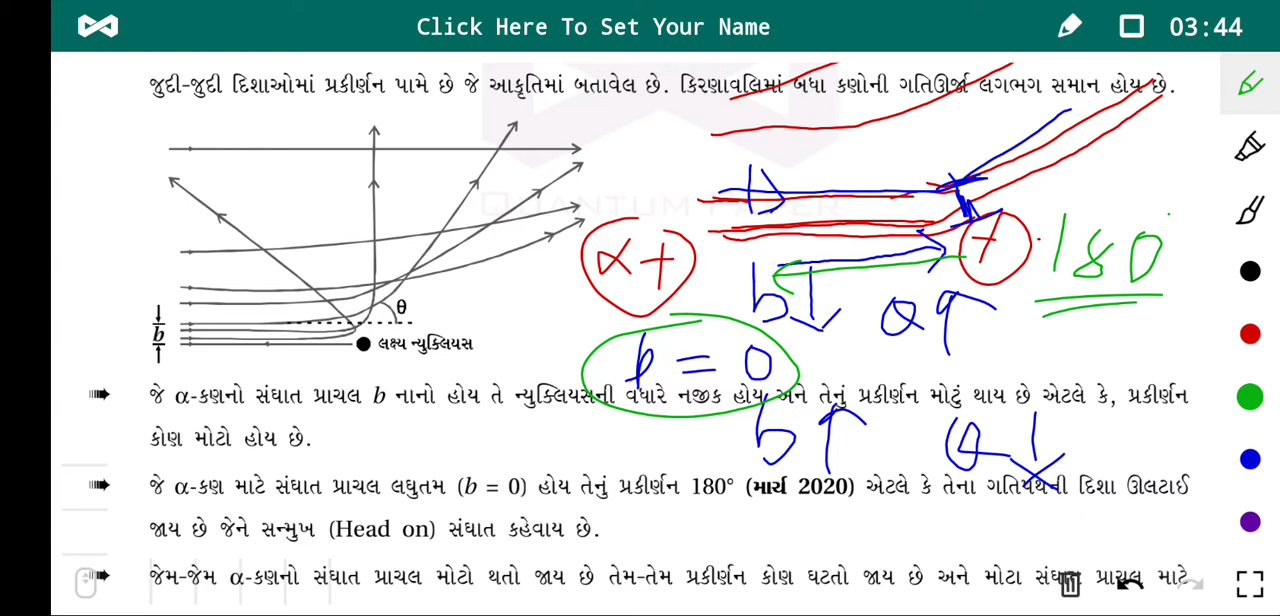 Click Here To Set Your Name
03:44
જુદી-જુદી દિશાઓમાં પ્રકીર્ણન પામે છે જે આકૃતિમાં બતાવેલ છે. કિરણાવલિમાં બધા કણોની ગતિઊર્જા લગભગ સમાન હોય છે.
QUANTUM PAPER
α+
+
180
b↓ θ↑
θ
b
લક્ષ્ય ન્યુક્લિયસ
b = 0
જે α-કણનો સંઘાત પ્રાચલ b નાનો હોય તે ન્યુક્લિયસની વધારે નજીક હોય અને તેનું પ્રકીર્ણન મોટું થાય છે એટલે કે, પ્રકીર્ણન
કોણ મોટો હોય છે.
b↑ θ↓
જે α-કણ માટે સંઘાત પ્રાચલ લઘુતમ (b = 0) હોય તેનું પ્રકીર્ણન 180° (માર્ચ 2020) એટલે કે તેના ગતિપથની દિશા ઊલટાઈ
જાય છે જેને સન્મુખ (Head on) સંઘાત કહેવાય છે.
જેમ-જેમ α-કણનો સંઘાત પ્રાચલ મોટો થતો જાય છે તેમ-તેમ પ્રકીર્ણન કોણ ઘટતો જાય છે અને મોટા સંઘાત પ્રાચલ માટે